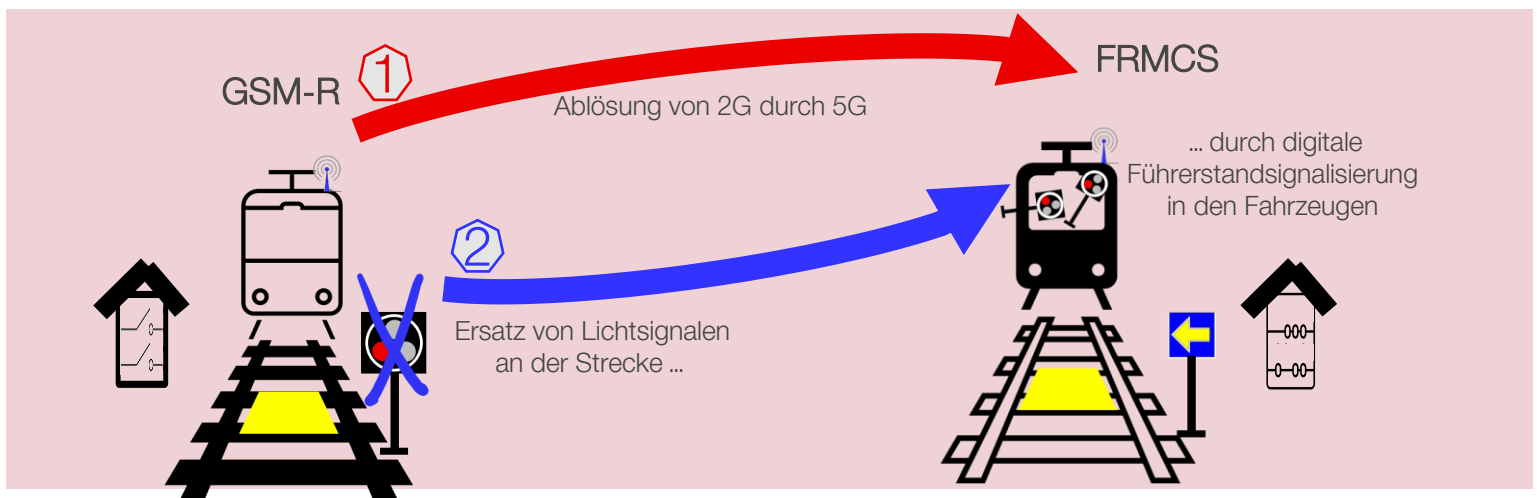 GSM-R
1
FRMCS
Ablösung von 2G durch 5G
... durch digitale
Führerstandsignalisierung
in den Fahrzeugen
2
Ersatz von Lichtsignalen
an der Strecke ...